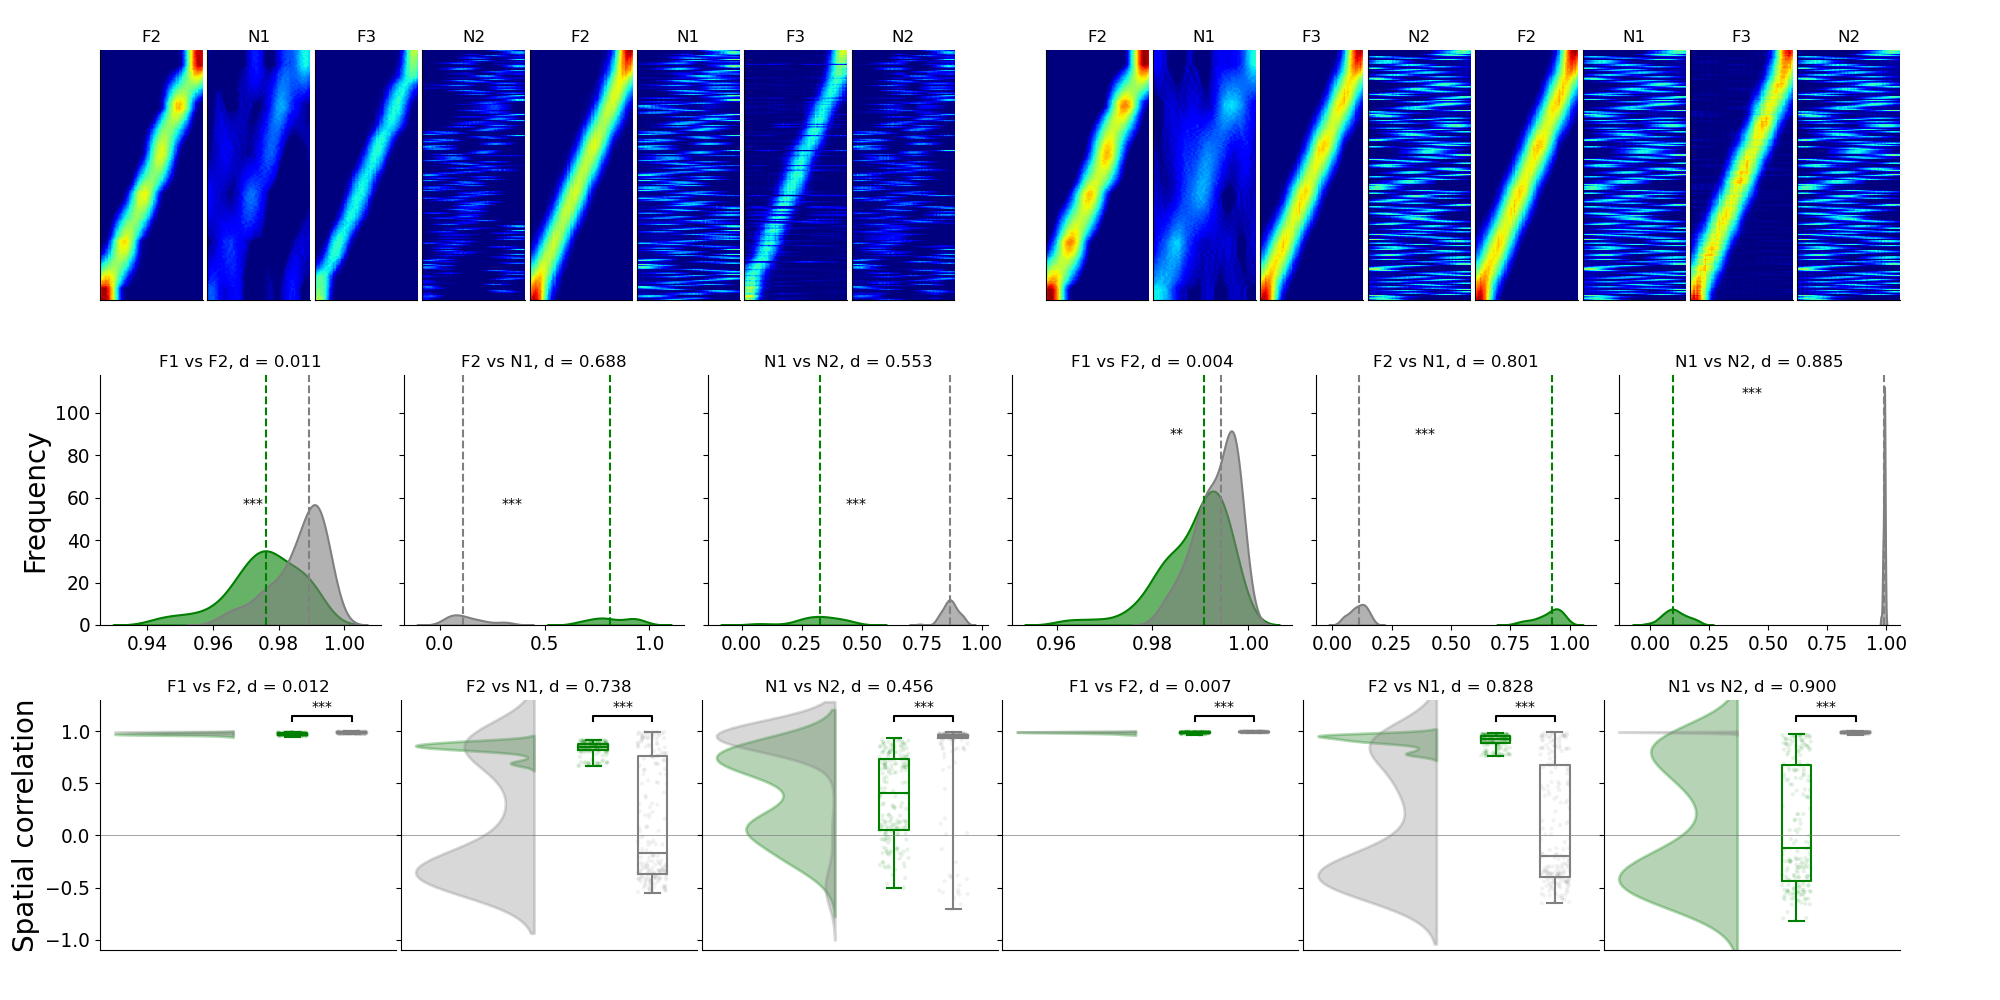 F2 N1 F3 N2 F2 N1 F3 N2 F2 N1 F3 N2 F2 N1 F3 N2
F1 vs F2, d = 0.011 F2 vs N1, d = 0.688 N1 vs N2, d = 0.553 F1 vs F2, d = 0.004 F2 vs N1, d = 0.801 N1 vs N2, d = 0.885
Frequency
100
80
60
40
20
0
*** *** *** ** *** ***
0.94 0.96 0.98 1.00 0.0 0.5 1.0 0.00 0.25 0.50 0.75 1.00 0.96 0.98 1.00 0.00 0.25 0.50 0.75 1.00 0.00 0.25 0.50 0.75 1.00
F1 vs F2, d = 0.012 F2 vs N1, d = 0.738 N1 vs N2, d = 0.456 F1 vs F2, d = 0.007 F2 vs N1, d = 0.828 N1 vs N2, d = 0.900
*** *** *** *** *** ***
Spatial correlation
1.0
0.5
0.0
−0.5
−1.0